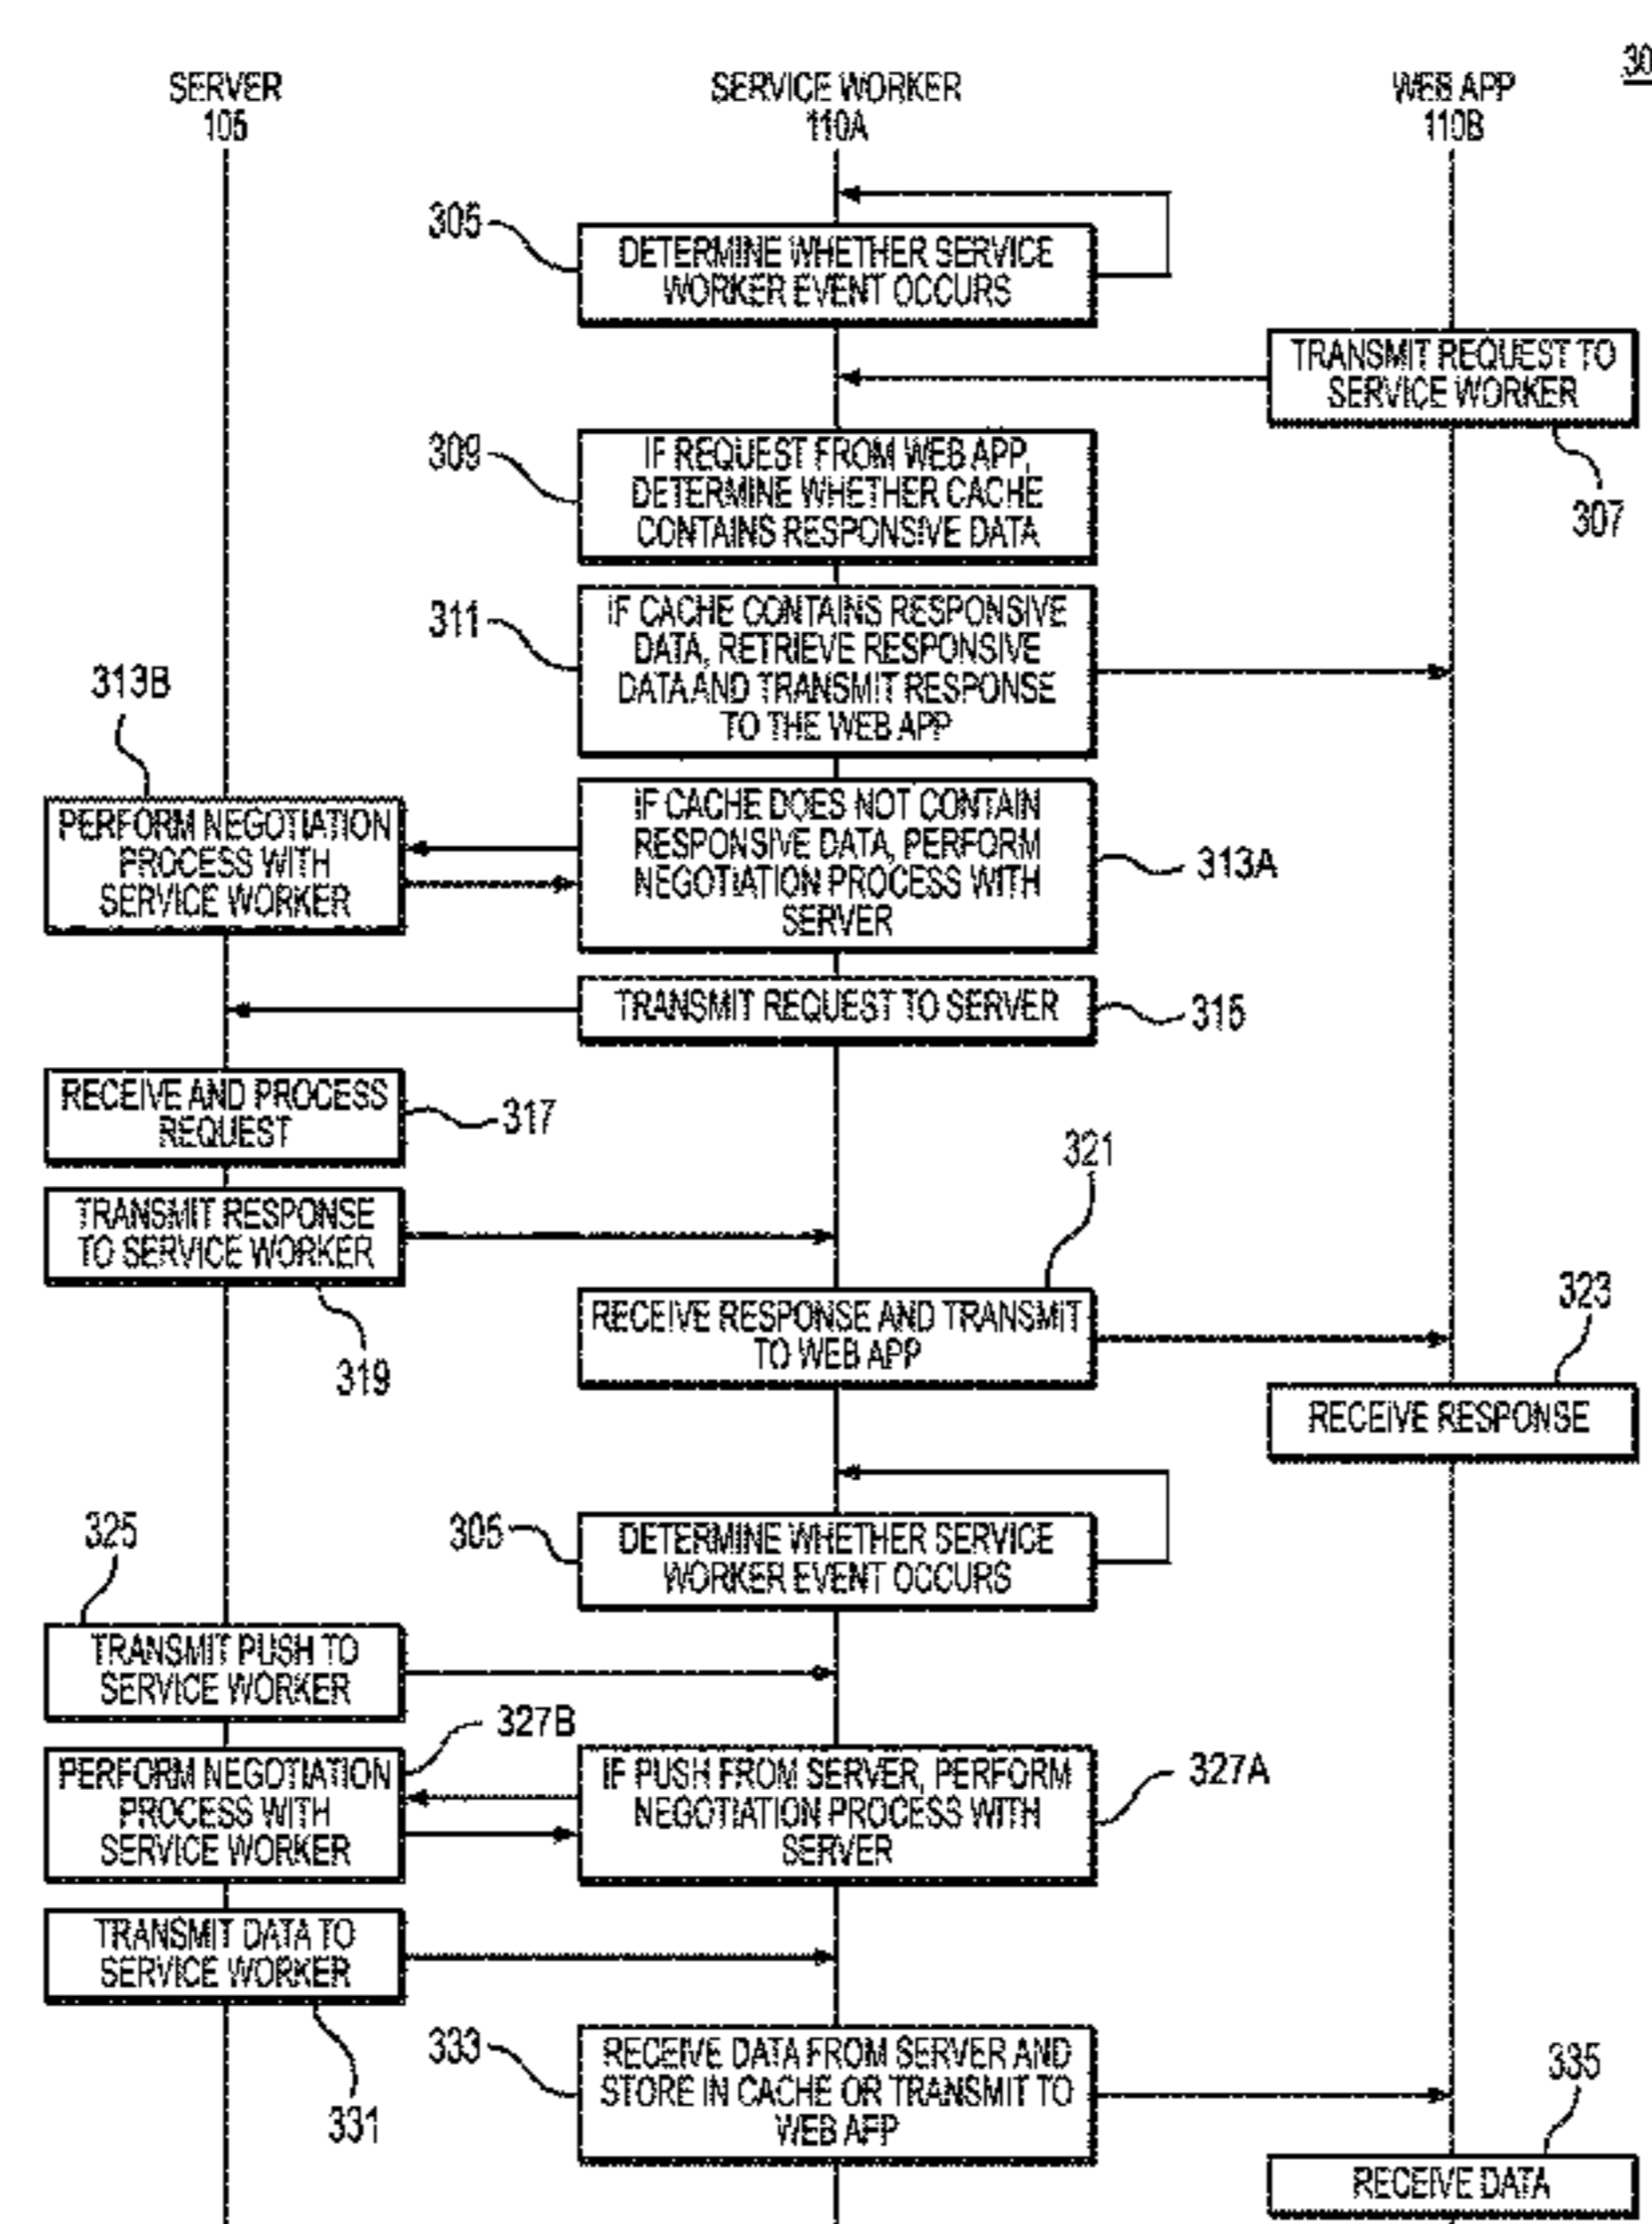 30
SERVER
105
SERVICE WORKER
110A
WEB APP
110B
305
DETERMINE WHETHER SERVICE
WORKER EVENT OCCURS
TRANSMIT REQUEST TO
SERVICE WORKER
307
309
IF REQUEST FROM WEB APP,
DETERMINE WHETHER CACHE
CONTAINS RESPONSIVE DATA
311
IF CACHE CONTAINS RESPONSIVE
DATA, RETRIEVE RESPONSIVE
DATA AND TRANSMIT RESPONSE
TO THE WEB APP
313B
PERFORM NEGOTIATION
PROCESS WITH
SERVICE WORKER
IF CACHE DOES NOT CONTAIN
RESPONSIVE DATA, PERFORM
NEGOTIATION PROCESS WITH
SERVER
313A
TRANSMIT REQUEST TO SERVER
315
RECEIVE AND PROCESS
REQUEST
317
TRANSMIT RESPONSE
TO SERVICE WORKER
319
321
RECEIVE RESPONSE AND TRANSMIT
TO WEB APP
323
RECEIVE RESPONSE
305
DETERMINE WHETHER SERVICE
WORKER EVENT OCCURS
325
TRANSMIT PUSH TO
SERVICE WORKER
327B
PERFORM NEGOTIATION
PROCESS WITH
SERVICE WORKER
IF PUSH FROM SERVER, PERFORM
NEGOTIATION PROCESS WITH
SERVER
327A
TRANSMIT DATA TO
SERVICE WORKER
331
333
RECEIVE DATA FROM SERVER AND
STORE IN CACHE OR TRANSMIT TO
WEB APP
335
RECEIVE DATA